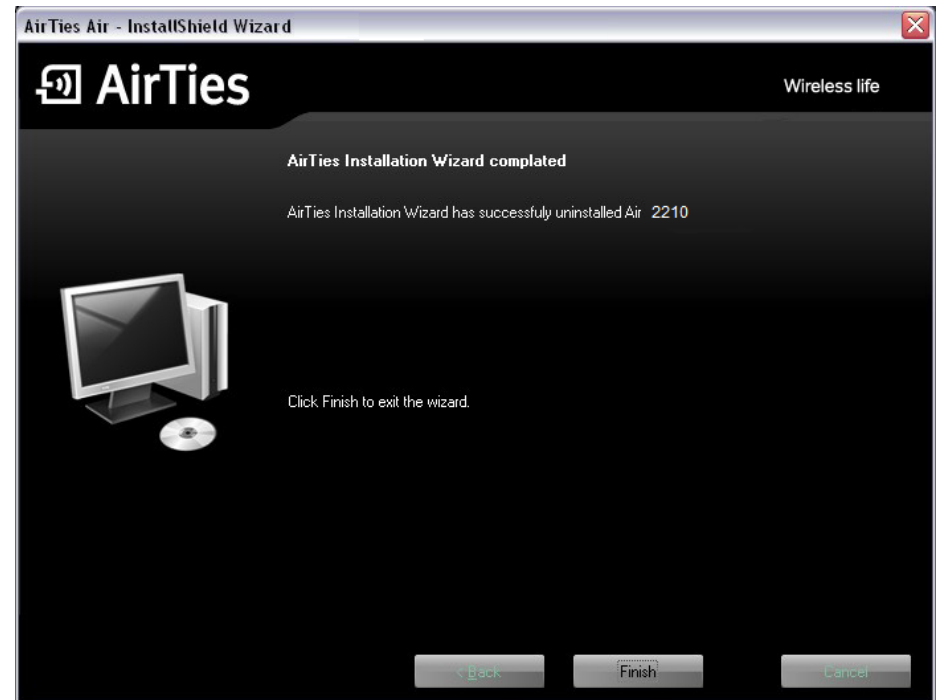 AirTies Air - InstallShield Wizard
AirTies
Wireless life
AirTies Installation Wizard complated
AirTies Installation Wizard has successfuly uninstalled Air 2210
Click Finish to exit the wizard.
< Back
Finish
Cancel